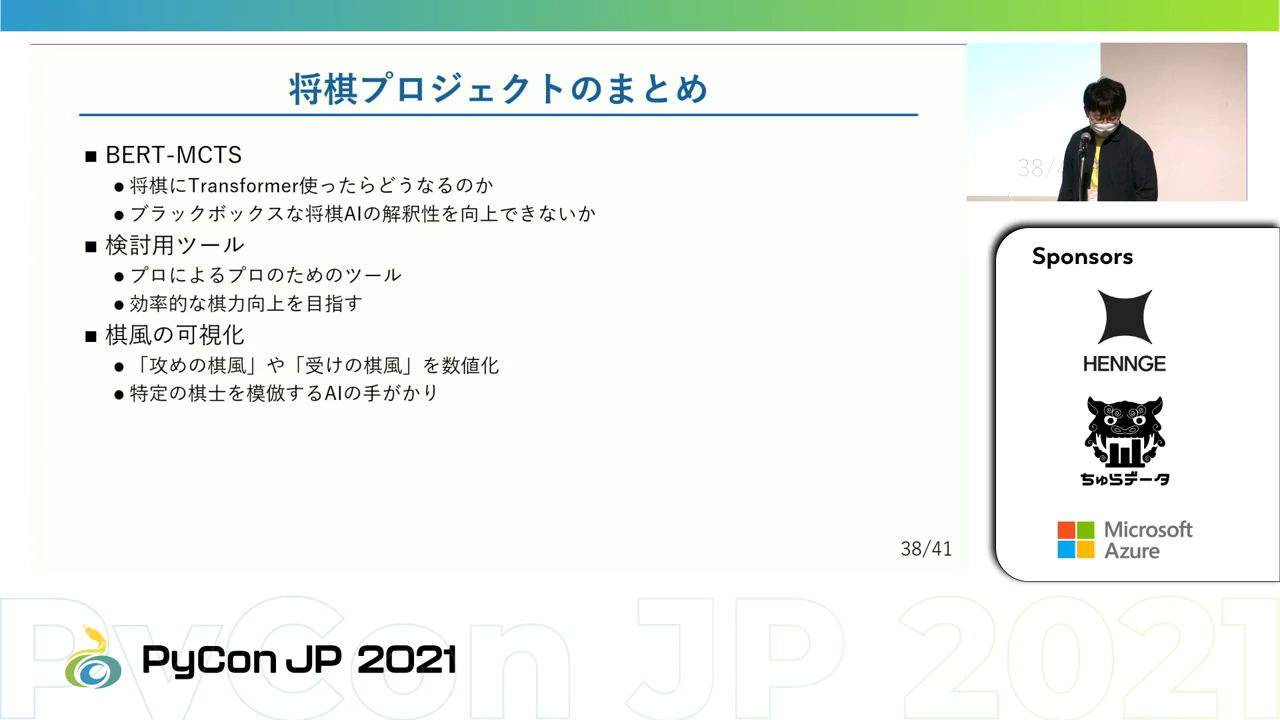 将棋プロジェクトのまとめ
■ BERT-MCTS
● 将棋にTransformer使ったらどうなるのか
● ブラックボックスな将棋AIの解釈性を向上できないか
■ 検討用ツール
● プロによるプロのためのツール
● 効率的な棋力向上を目指す
■ 棋風の可視化
● 「攻めの棋風」や「受けの棋風」を数値化
● 特定の棋士を模倣するAIの手がかり
38/41
38/4
Sponsors
HENNGE
ちゅらデータ
Microsoft
Azure
PyCon JP 2021
PyCon JP 2021